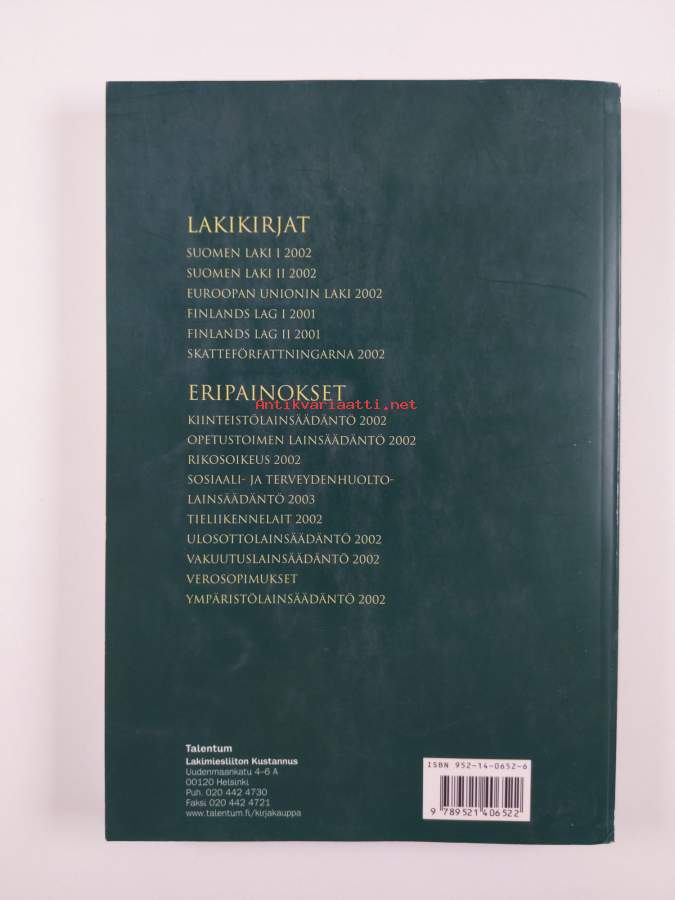 LAKIKIRJAT
SUOMEN LAKI I 2002
SUOMEN LAKI II 2002
EUROOPAN UNIONIN LAKI 2002
FINLANDS LAG I 2001
FINLANDS LAG II 2001
SKATTEFÖRFATTNINGARNA 2002
ERIPAINOKSET
Antikvariaatti.net
KIINTEISTÖLAINSÄÄDÄNTÖ 2002
OPETUSTOIMEN LAINSÄÄDÄNTÖ 2002
RIKOSOIKEUS 2002
SOSIAALI- JA TERVEYDENHUOLTO-
LAINSÄÄDÄNTÖ 2003
TIELIIKENNELAIT 2002
ULOSOTTOLAINSÄÄDÄNTÖ 2002
VAKUUTUSLAINSÄÄDÄNTÖ 2002
VEROSOPIMUKSET
YMPÄRISTÖLAINSÄÄDÄNTÖ 2002
Talentum
Lakimiesliiton Kustannus
Uudenmaankatu 4–6 A
00120 Helsinki
Puh. 020 442 4730
Faksi 020 442 4721
www.talentum.fi/kirjakauppa
ISBN 952-14-0652-6
9 789521 406522